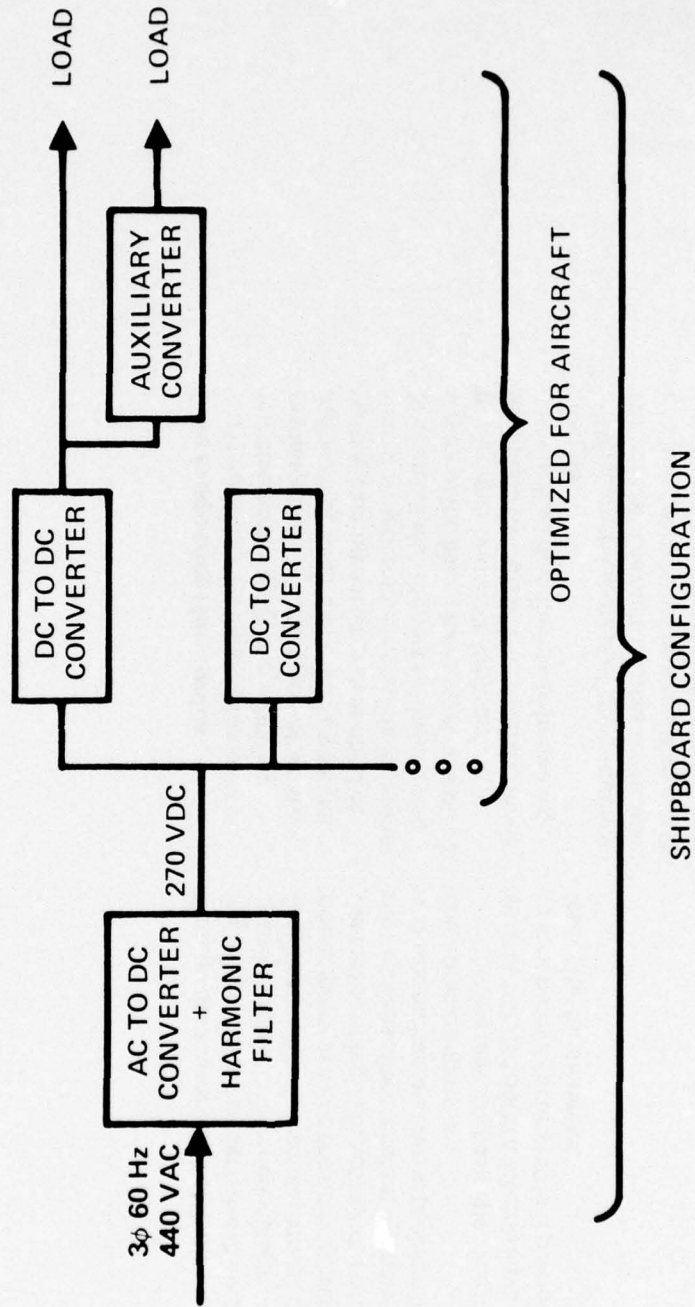 3ϕ 60 Hz
440 VAC
AC TO DC
CONVERTER
+
HARMONIC
FILTER
270 VDC
DC TO DC
CONVERTER
DC TO DC
CONVERTER
AUXILIARY
CONVERTER
LOAD
LOAD
OPTIMIZED FOR AIRCRAFT
SHIPBOARD CONFIGURATION